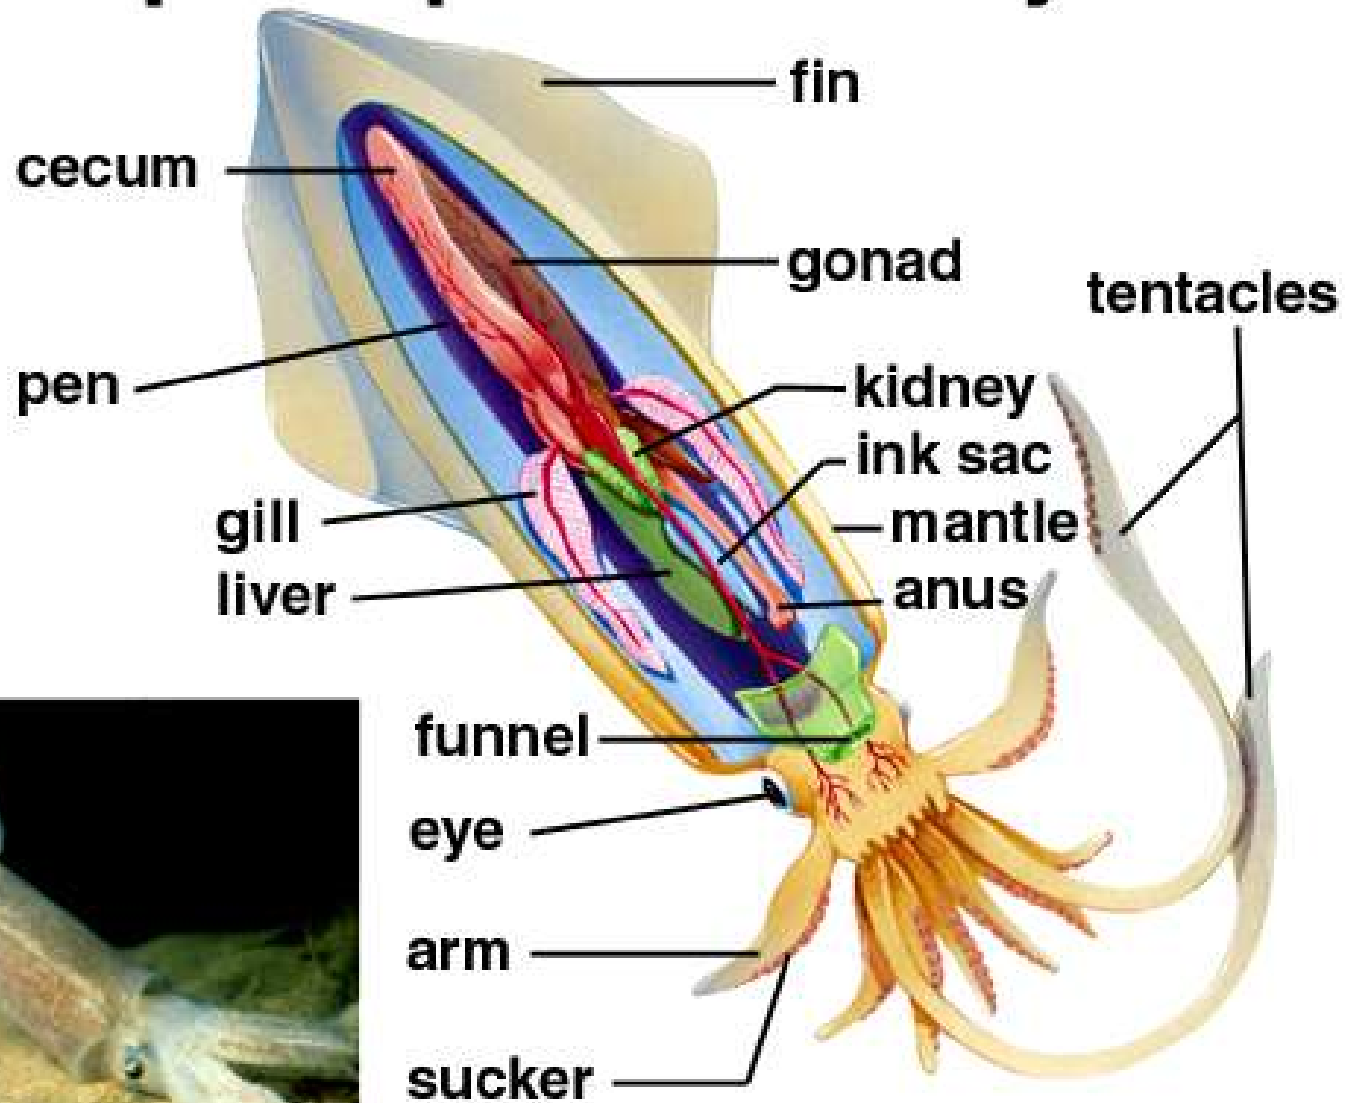 fin
cecum
gonad
tentacles
pen
kidney
ink sac
gill
mantle
liver
anus
funnel
eye
arm
sucker